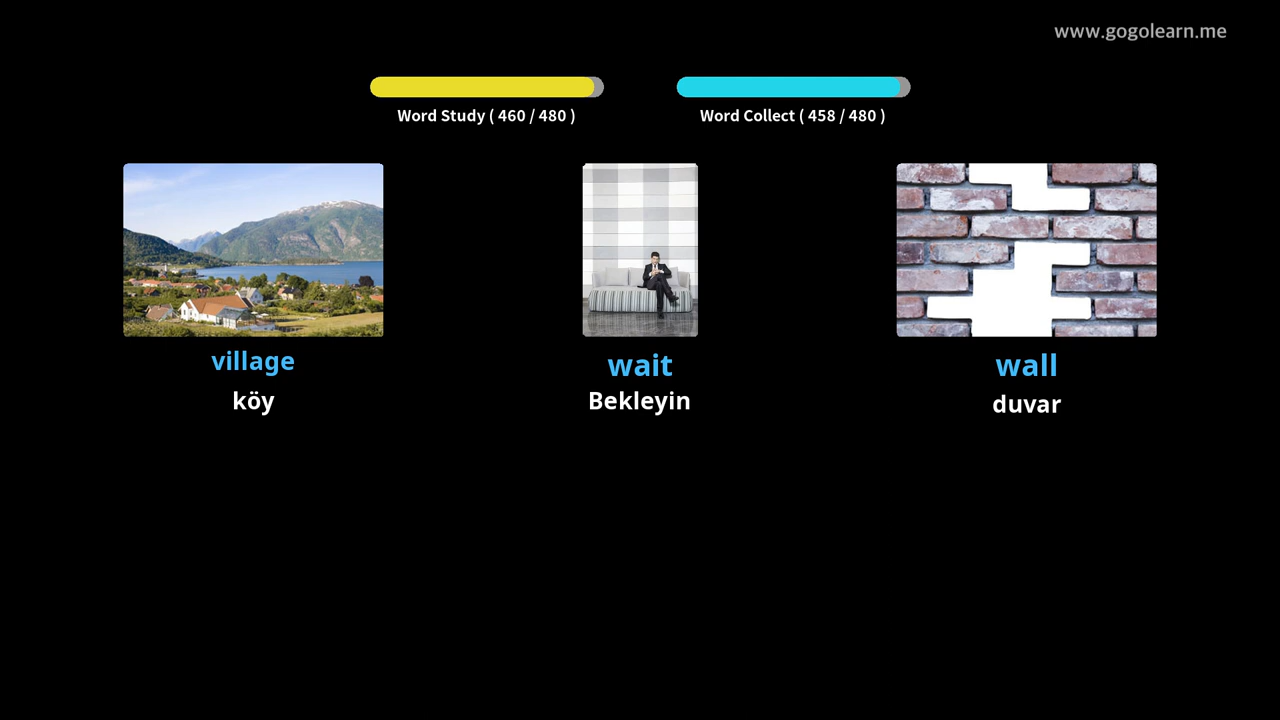 www.gogolearn.me
Word Study ( 460 / 480 )
Word Collect ( 458 / 480 )
village
wait
wall
köy
Bekleyin
duvar